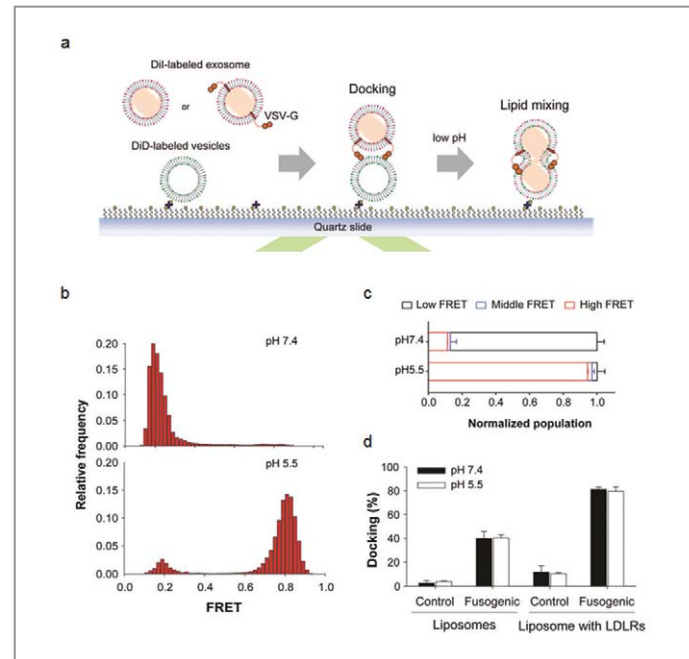 a
DiI-labeled exosome
or
VSV-G
DiD-labeled vesicles
Docking
low pH
Lipid mixing
Quartz slide
b
pH 7.4
0.20
0.15
0.10
0.05
0.00
pH 5.5
0.20
0.15
0.10
0.05
0.00
0.0 0.2 0.4 0.6 0.8 1.0
Relative frequency
FRET
c
Low FRET Middle FRET High FRET
pH7.4
pH5.5
0.0 0.2 0.4 0.6 0.8 1.0
Normalized population
d
pH 7.4
pH 5.5
100
80
60
40
20
0
Docking (%)
Control Fusogenic Control Fusogenic
Liposomes Liposome with LDLRs